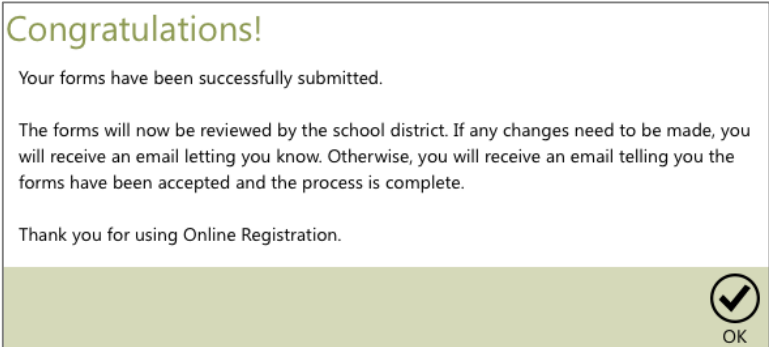 Congratulations!
Your forms have been successfully submitted.
The forms will now be reviewed by the school district. If any changes need to be made, you
will receive an email letting you know. Otherwise, you will receive an email telling you the
forms have been accepted and the process is complete.
Thank you for using Online Registration.
OK